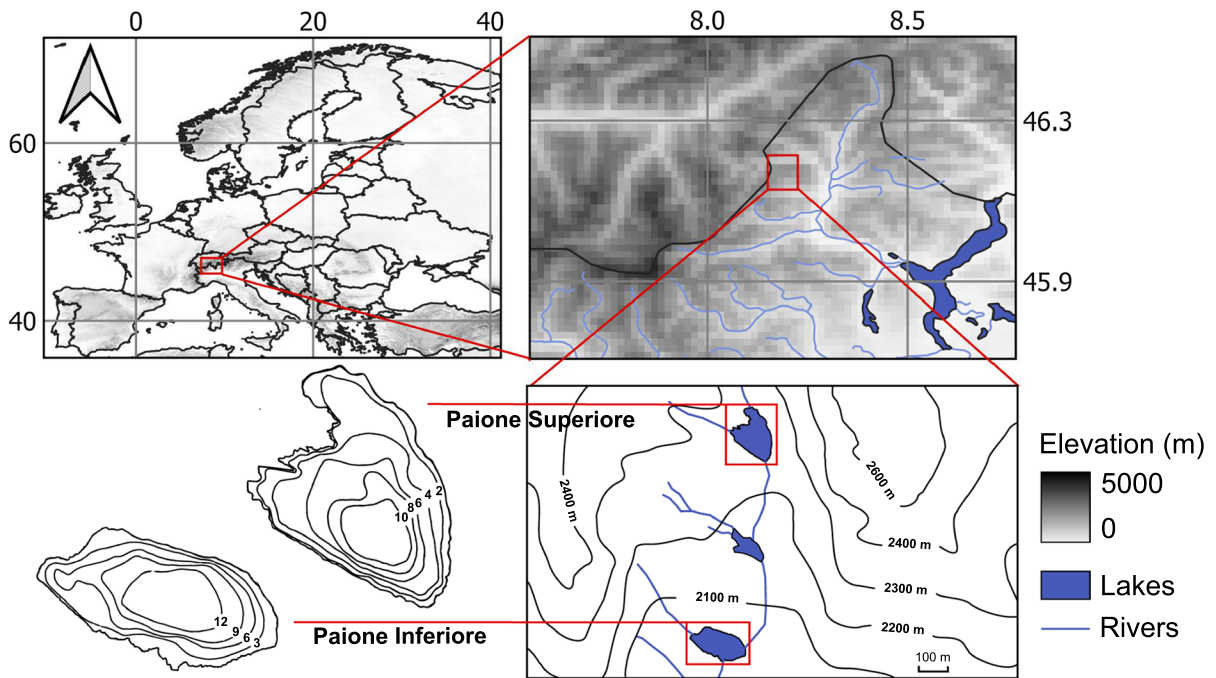 0
20
40
8.0
8.5
60
40
46.3
45.9
Paione Superiore
2
4
6
8
10
12
9
6
3
Paione Inferiore
2400 m
2600 m
2400 m
2300 m
2100 m
2200 m
100 m
Elevation (m)
5000
0
Lakes
Rivers